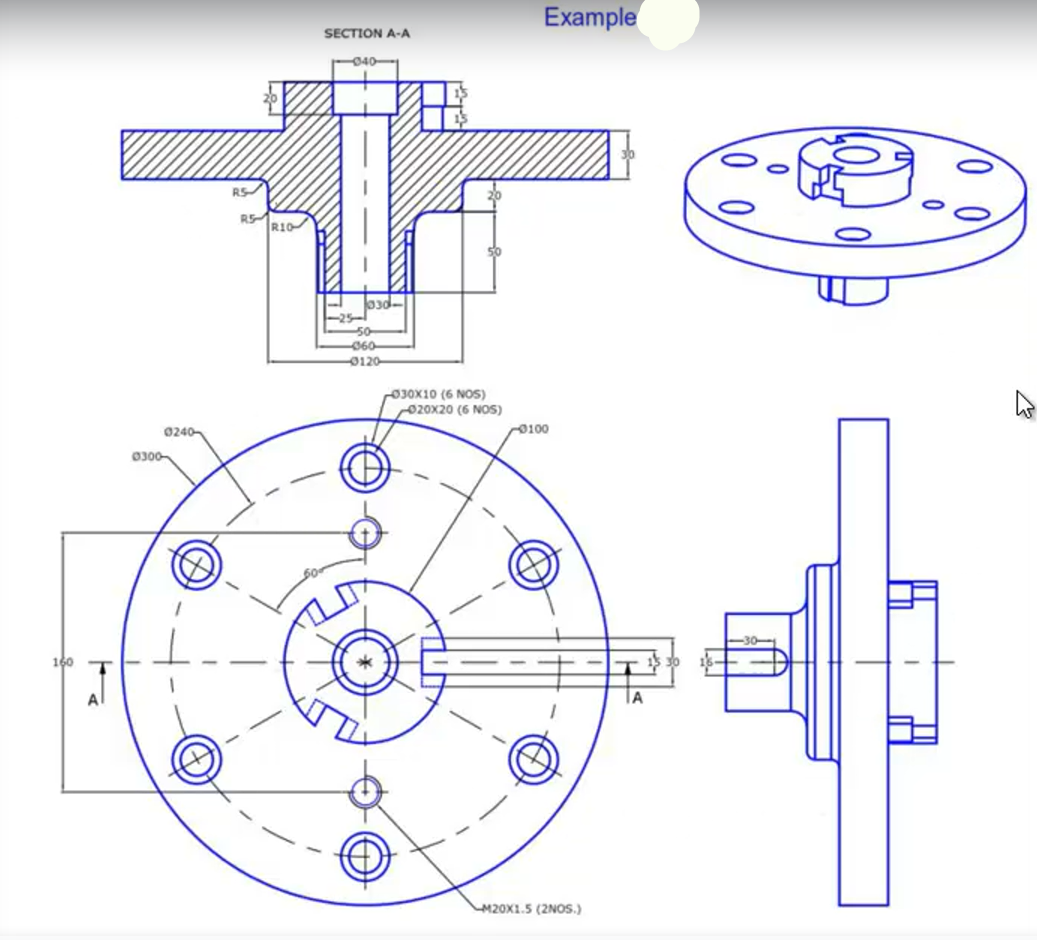 Example
SECTION A-A
Ø40
20
15
15
30
R5
R5
R10
20
50
Ø30
25
50
Ø60
Ø120
Ø30X10 (6 NOS)
Ø20X20 (6 NOS)
Ø240
Ø100
Ø300
60°
160
15
30
A
A
30
16
M20X1.5 (2NOS.)